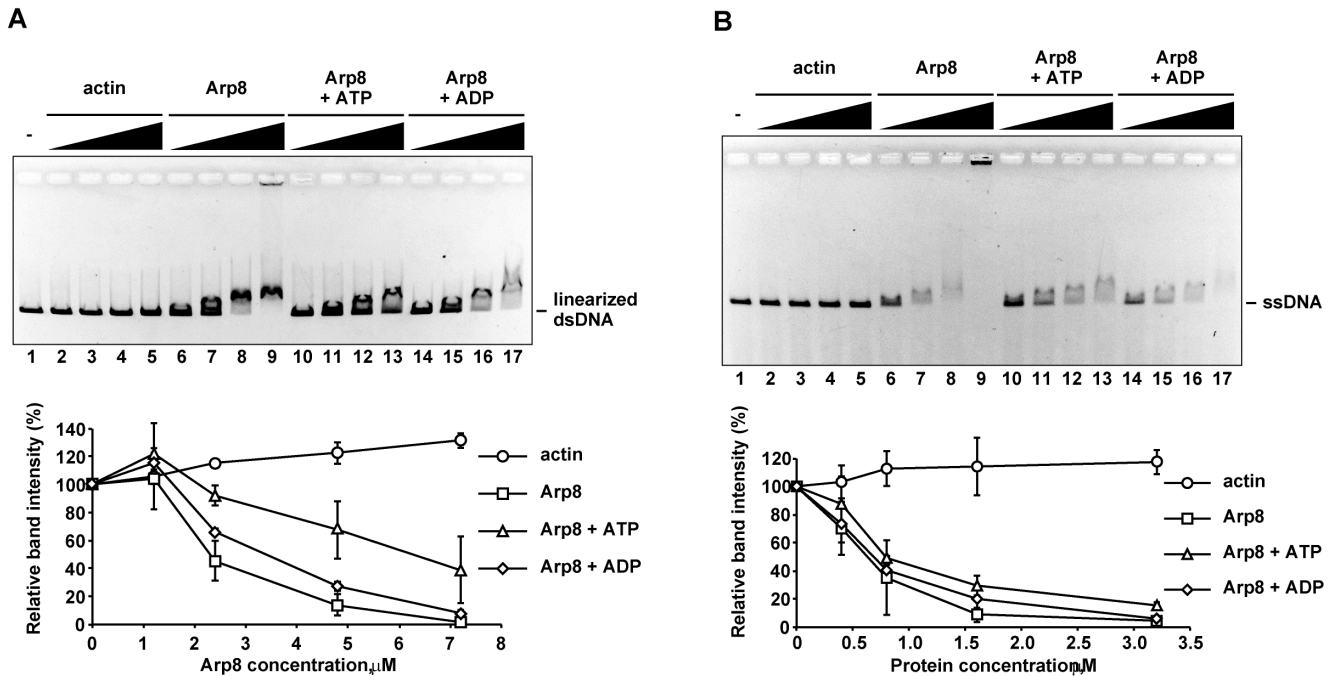 A
actin
Arp8
Arp8
+ ATP
Arp8
+ ADP
-
linearized
dsDNA
1 2 3 4 5 6 7 8 9 10 11 12 13 14 15 16 17
Relative band intensity (%)
140
120
100
80
60
40
20
0
0 1 2 3 4 5 6 7 8
Arp8 concentration, μM
actin
Arp8
Arp8 + ATP
Arp8 + ADP
B
actin
Arp8
Arp8
+ ATP
Arp8
+ ADP
-
ssDNA
1 2 3 4 5 6 7 8 9 10 11 12 13 14 15 16 17
Relative band intensity (%)
120
100
80
60
40
20
0
0 0.5 1.0 1.5 2.0 2.5 3.0 3.5
Protein concentration, μM
actin
Arp8
Arp8 + ATP
Arp8 + ADP